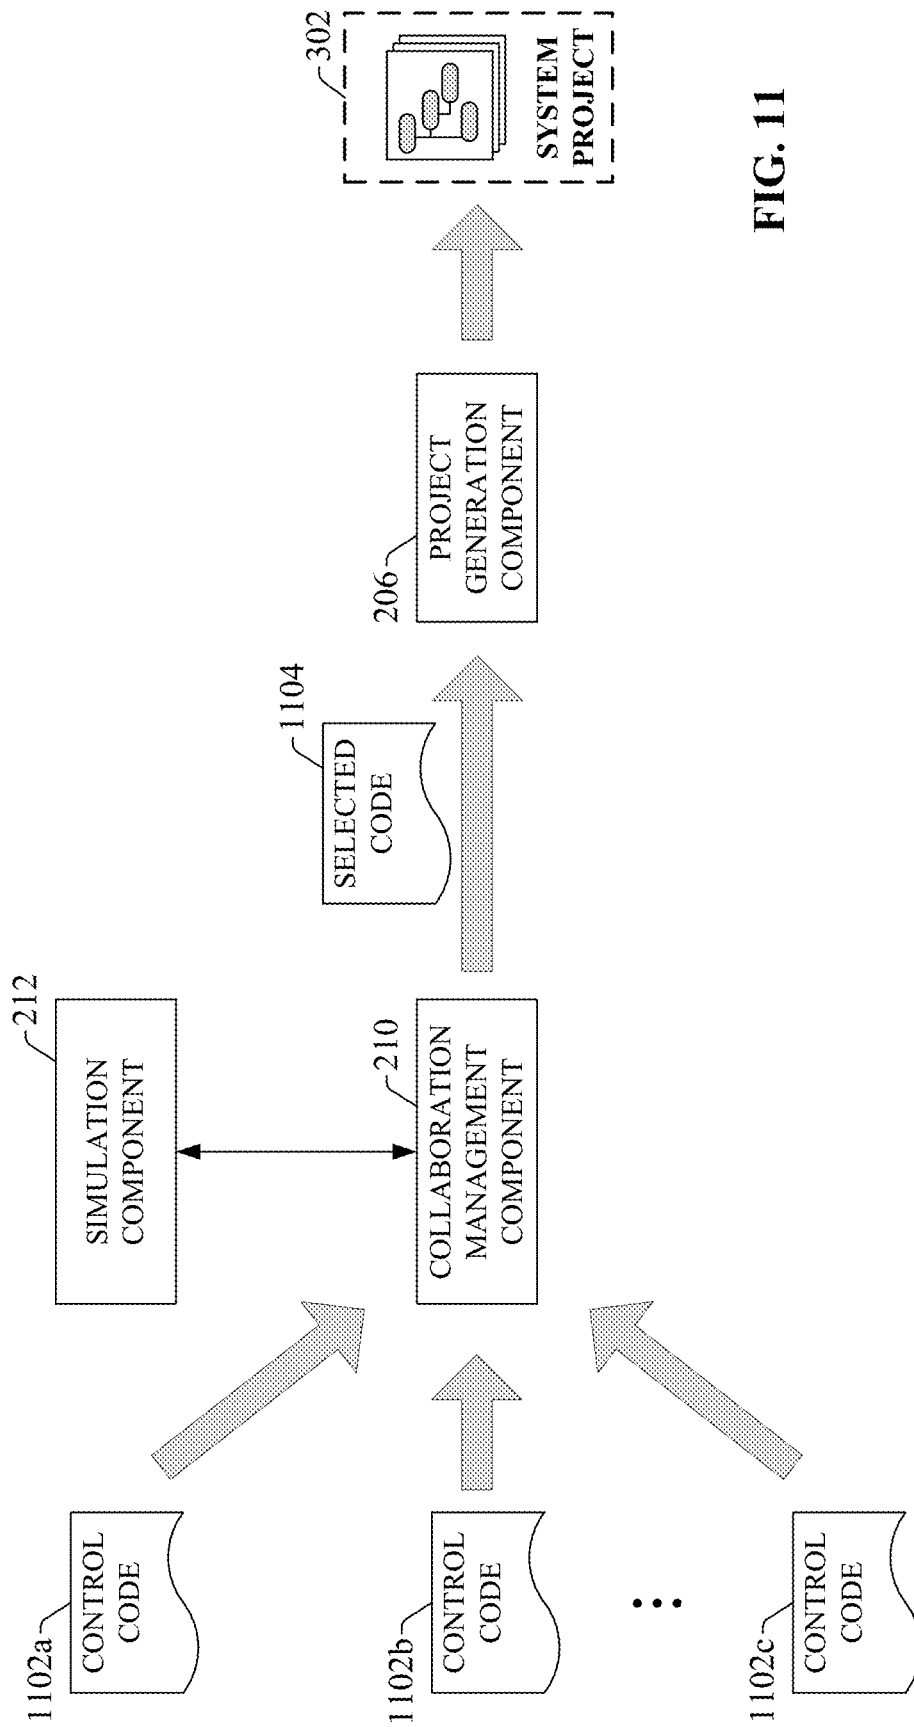 1102a
CONTROL
CODE
1102b
CONTROL
CODE
1102c
CONTROL
CODE
212
SIMULATION
COMPONENT
210
COLLABORATION
MANAGEMENT
COMPONENT
1104
SELECTED
CODE
206
PROJECT
GENERATION
COMPONENT
302
SYSTEM
PROJECT
FIG. 11